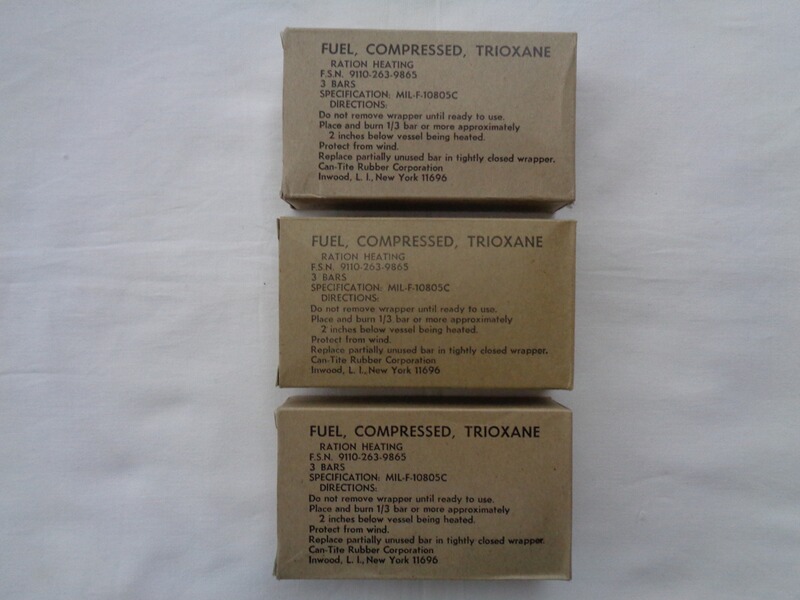 FUEL, COMPRESSED, TRIOXANE
RATION HEATING
F.S.N. 9110-263-9865
3 BARS
SPECIFICATION: MIL-F-10805C
DIRECTIONS:
Do not remove wrapper until ready to use.
Place and burn 1/3 bar or more approximately
2 inches below vessel being heated.
Protect from wind.
Replace partially unused bar in tightly closed wrapper.
Can-Tite Rubber Corporation
Inwood, L. I., New York 11696
FUEL, COMPRESSED, TRIOXANE
RATION HEATING
F.S.N. 9110-263-9865
3 BARS
SPECIFICATION: MIL-F-10805C
DIRECTIONS:
Do not remove wrapper until ready to use.
Place and burn 1/3 bar or more approximately
2 inches below vessel being heated.
Protect from wind.
Replace partially unused bar in tightly closed wrapper.
Can-Tite Rubber Corporation
Inwood, L. I., New York 11696
FUEL, COMPRESSED, TRIOXANE
RATION HEATING
F.S.N. 9110-263-9865
3 BARS
SPECIFICATION: MIL-F-10805C
DIRECTIONS:
Do not remove wrapper until ready to use.
Place and burn 1/3 bar or more approximately
2 inches below vessel being heated.
Protect from wind.
Replace partially unused bar in tightly closed wrapper.
Can-Tite Rubber Corporation
Inwood, L. I., New York 11696